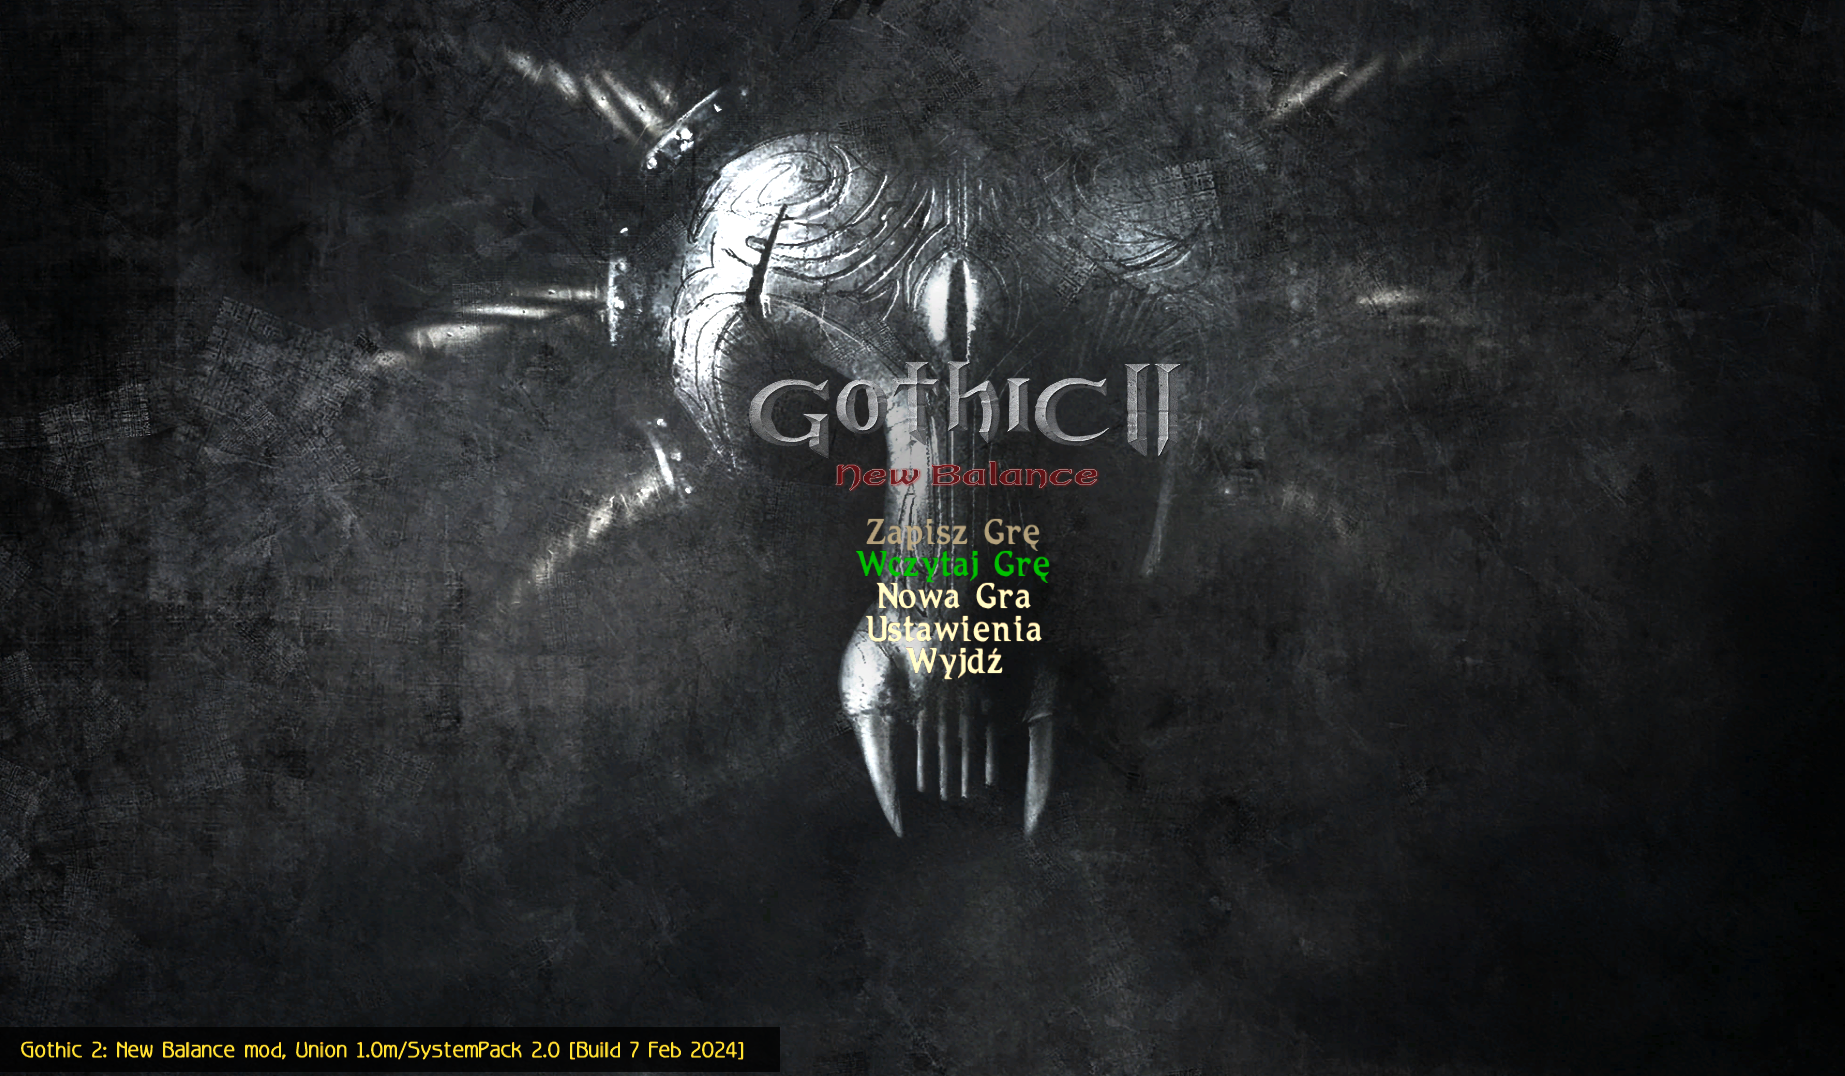 Gothic II
New Balance
Zapisz Grę
Wczytaj Grę
Nowa Gra
Ustawienia
Wyjdź
Gothic 2: New Balance mod, Union 1.0m/SystemPack 2.0 [Build 7 Feb 2024]